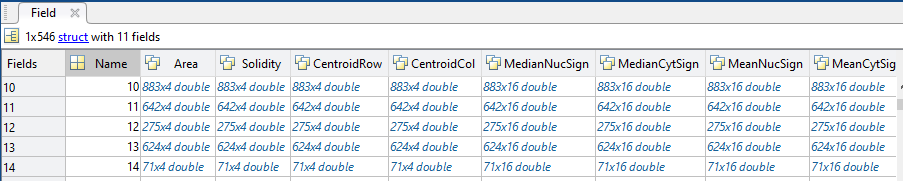 Field
1x546 struct with 11 fields
Fields Name Area Solidity CentroidRow CentroidCol MedianNucSign MedianCytSign MeanNucSign MeanCytSig
10 10 883x4 double 883x4 double 883x4 double 883x4 double 883x16 double 883x16 double 883x16 double 883x16 double
11 11 642x4 double 642x4 double 642x4 double 642x4 double 642x16 double 642x16 double 642x16 double 642x16 double
12 12 275x4 double 275x4 double 275x4 double 275x4 double 275x16 double 275x16 double 275x16 double 275x16 double
13 13 624x4 double 624x4 double 624x4 double 624x4 double 624x16 double 624x16 double 624x16 double 624x16 double
14 14 71x4 double 71x4 double 71x4 double 71x4 double 71x16 double 71x16 double 71x16 double 71x16 double